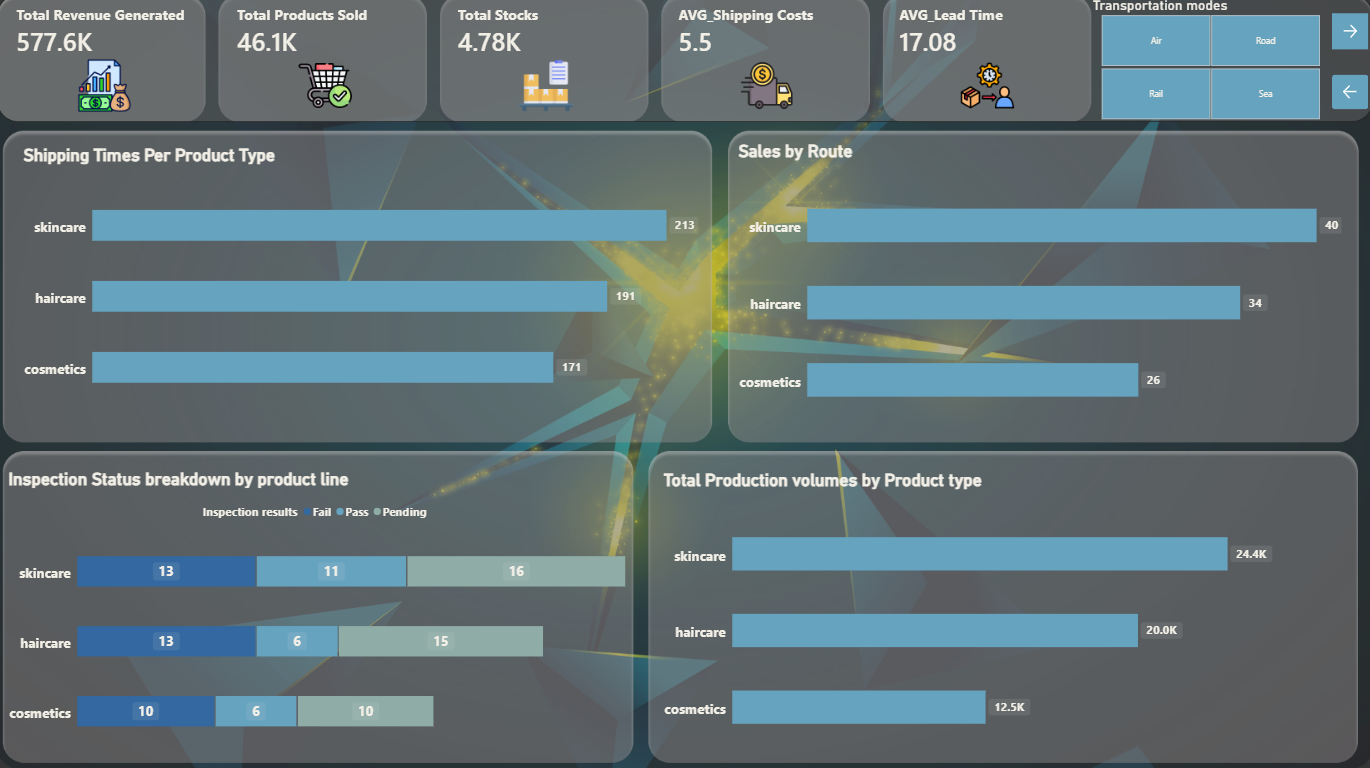 Total Revenue Generated
577.6K
Total Products Sold
46.1K
Total Stocks
4.78K
AVG_Shipping Costs
5.5
AVG_Lead Time
17.08
Transportation modes
Air
Road
Rail
Sea
Shipping Times Per Product Type
skincare 213
haircare 191
cosmetics 171
Sales by Route
skincare 40
haircare 34
cosmetics 26
Inspection Status breakdown by product line
Inspection results Fail Pass Pending
skincare 13 11 16
haircare 13 6 15
cosmetics 10 6 10
Total Production volumes by Product type
skincare 24.4K
haircare 20.0K
cosmetics 12.5K